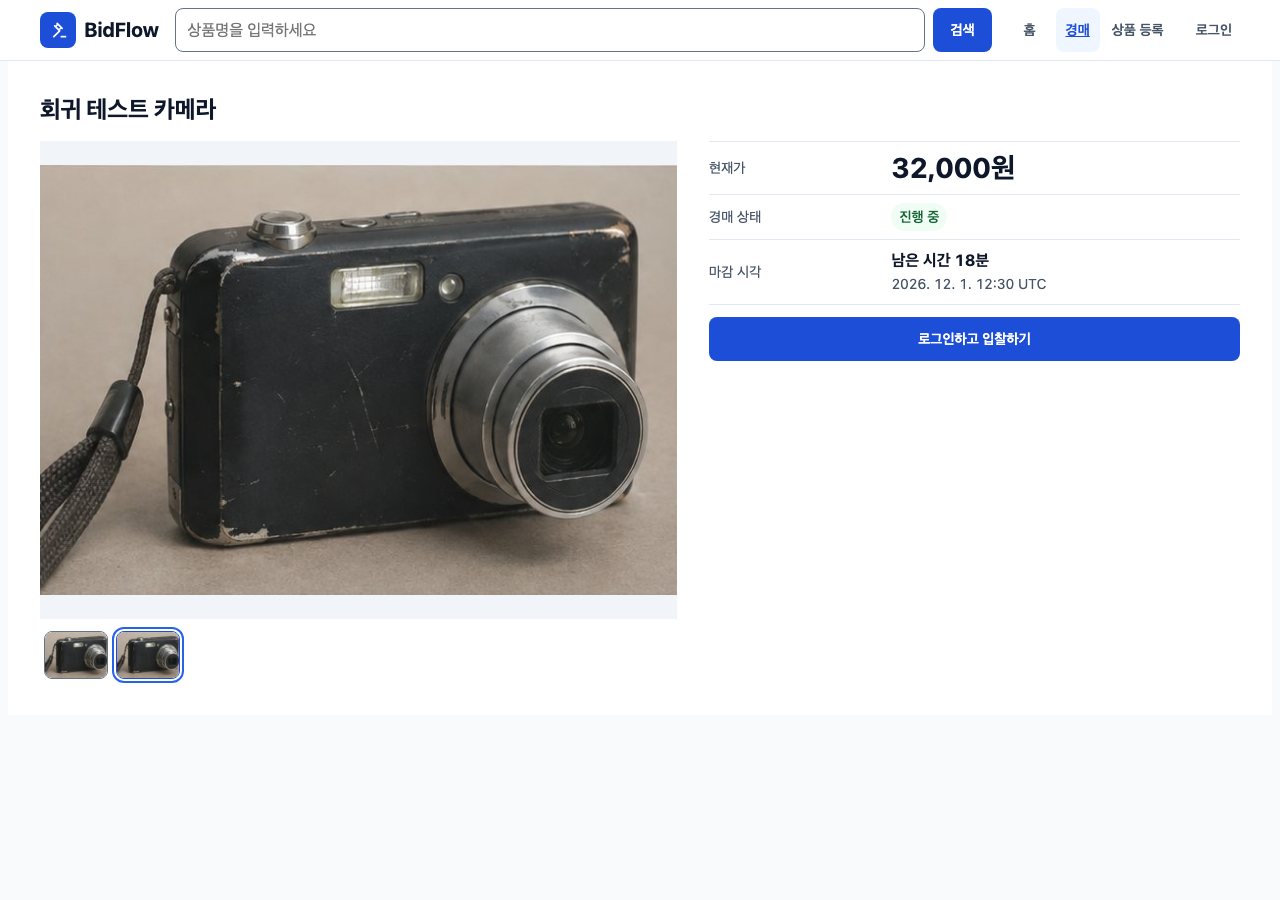 BidFlow
상품명을 입력하세요
검색
홈
경매
상품 등록
로그인
회귀 테스트 카메라
현재가
32,000원
경매 상태
진행 중
마감 시각
남은 시간 18분
2026. 12. 1. 12:30 UTC
로그인하고 입찰하기